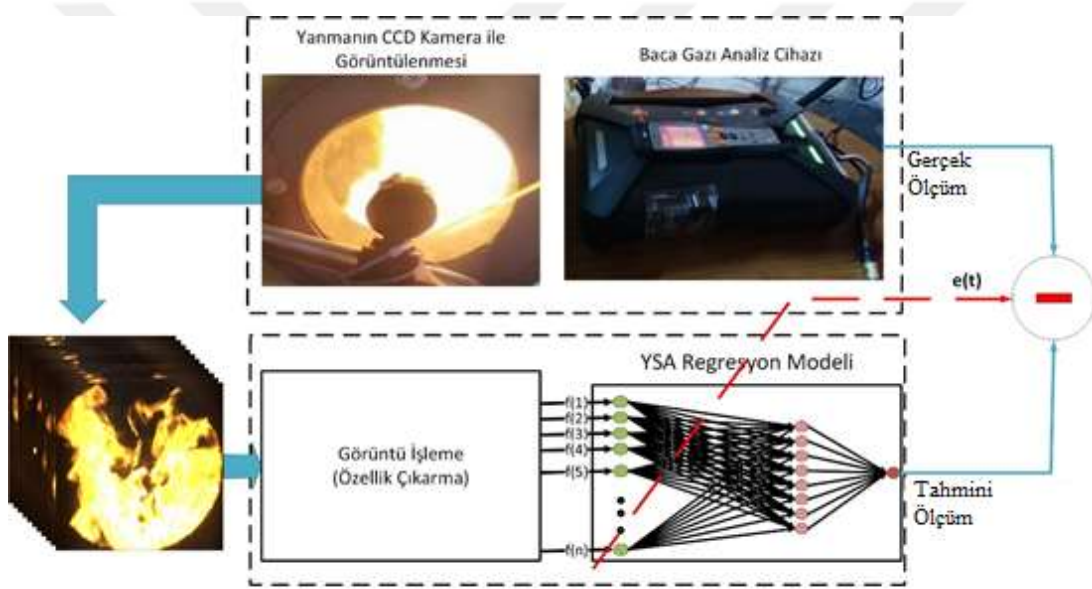 Yanmanın CCD Kamera ile
Görüntülenmesi
Baca Gazı Analiz Cihazı
Gerçek
Ölçüm
e(t)
YSA Regresyon Modeli
Görüntü İşleme
(Özellik Çıkarma)
f(1)
f(2)
f(3)
f(4)
f(5)
f(n)
Tahmini
Ölçüm